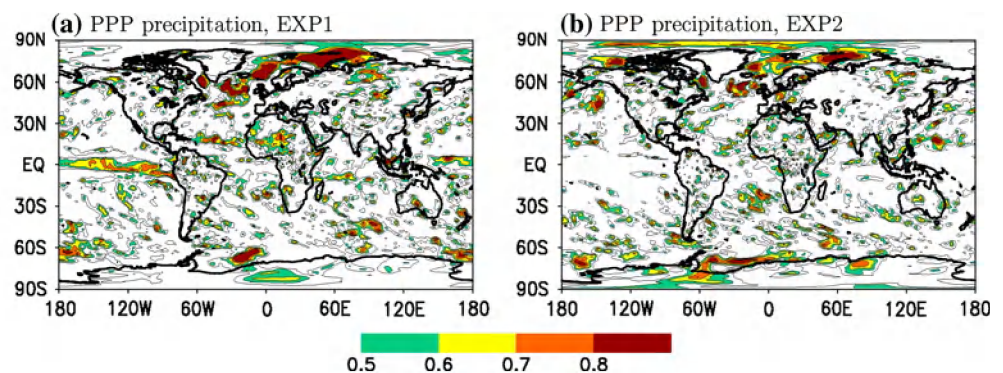 (a) PPP precipitation, EXP1
(b) PPP precipitation, EXP2
90N
60N
30N
EQ
30S
60S
90S
180 120W 60W 0 60E 120E 180
90N
60N
30N
EQ
30S
60S
90S
180 120W 60W 0 60E 120E 180
0.5 0.6 0.7 0.8